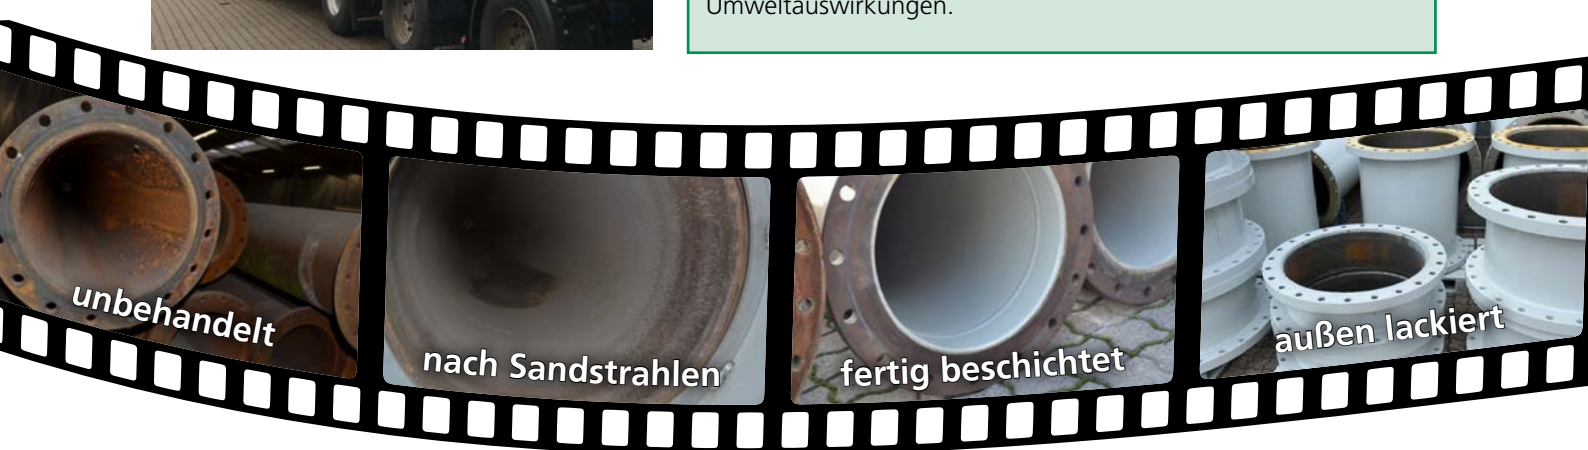 Umweltauswirkungen.
unbehandelt
nach Sandstrahlen
fertig beschichtet
außen lackiert